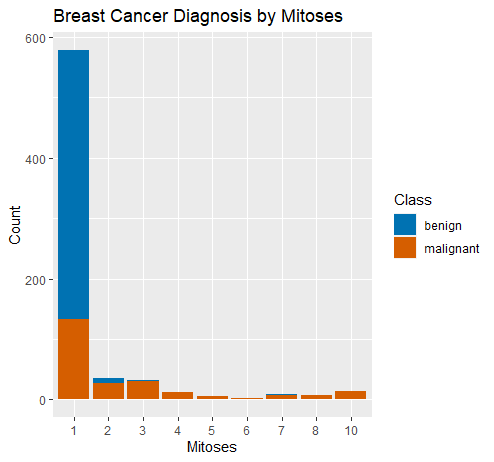 Breast Cancer Diagnosis by Mitoses
600
400
200
0
Count
1 2 3 4 5 6 7 8 10
Mitoses
Class
benign
malignant